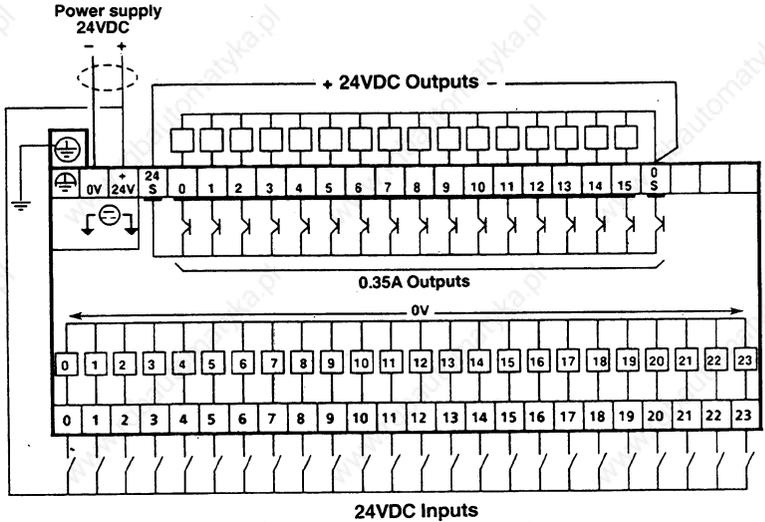 Power supply
24VDC
− +
+ 24VDC Outputs −
0V + 24V 24 S 0 1 2 3 4 5 6 7 8 9 10 11 12 13 14 15 0 S
0.35A Outputs
0V
0 1 2 3 4 5 6 7 8 9 10 11 12 13 14 15 16 17 18 19 20 21 22 23
0 1 2 3 4 5 6 7 8 9 10 11 12 13 14 15 16 17 18 19 20 21 22 23
24VDC Inputs